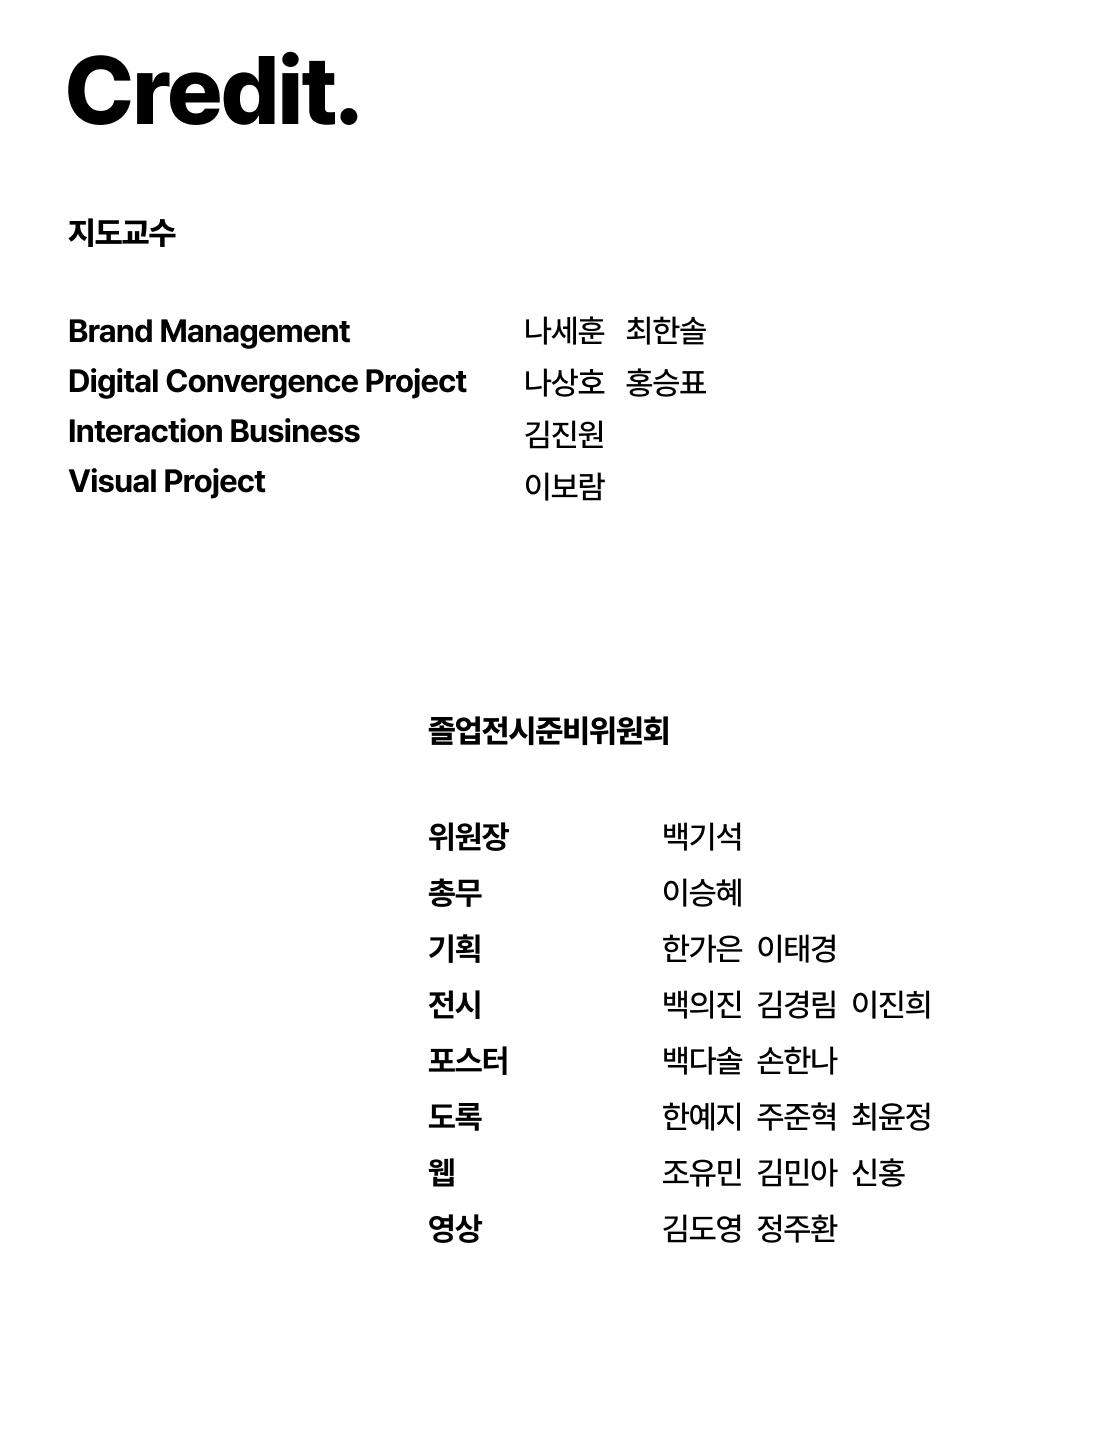 Credit.
지도교수
Brand Management 나세훈 최한솔
Digital Convergence Project 나상호 홍승표
Interaction Business 김진원
Visual Project 이보람
졸업전시준비위원회
위원장 백기석
총무 이승혜
기획 한가은 이태경
전시 백의진 김경림 이진희
포스터 백다솔 손한나
도록 한예지 주준혁 최윤정
웹 조유민 김민아 신홍
영상 김도영 정주환